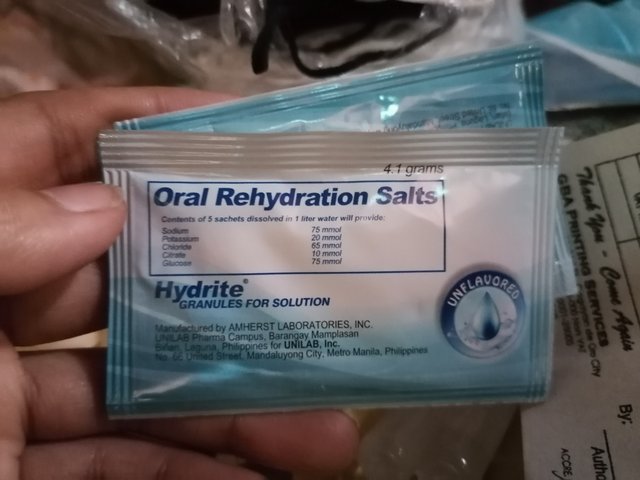 4.1 grams
Oral Rehydration Salts
Contents of 5 sachets dissolved in 1 liter water will provide:
Sodium 75 mmol
Potassium 20 mmol
Chloride 65 mmol
Citrate 10 mmol
Glucose 75 mmol
Hydrite®
GRANULES FOR SOLUTION
UNFLAVORED
Manufactured by AMHERST LABORATORIES, INC.
UNILAB Pharma Campus, Barangay Mamplasan
Biñan, Laguna, Philippines for UNILAB, Inc.
No. 66 United Street, Mandaluyong City, Metro Manila, Philippines
Thank You - Come Again
GBA PRINTING SERVICES
By: